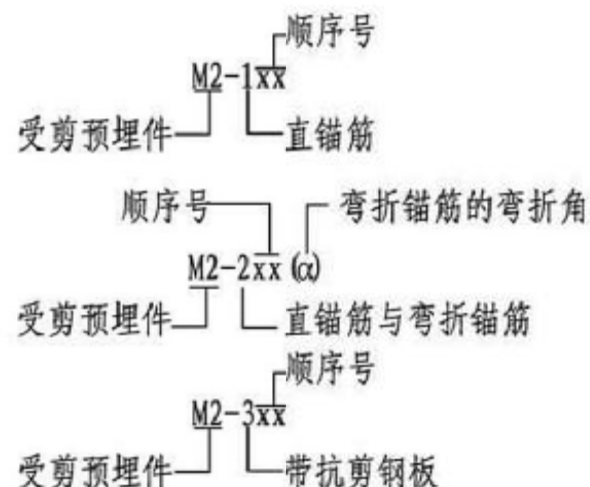 顺序号
M2-1xx
受剪预埋件 直锚筋
顺序号 弯折锚筋的弯折角
M2-2xx(α)
受剪预埋件 直锚筋与弯折锚筋
顺序号
M2-3xx
受剪预埋件 带抗剪钢板